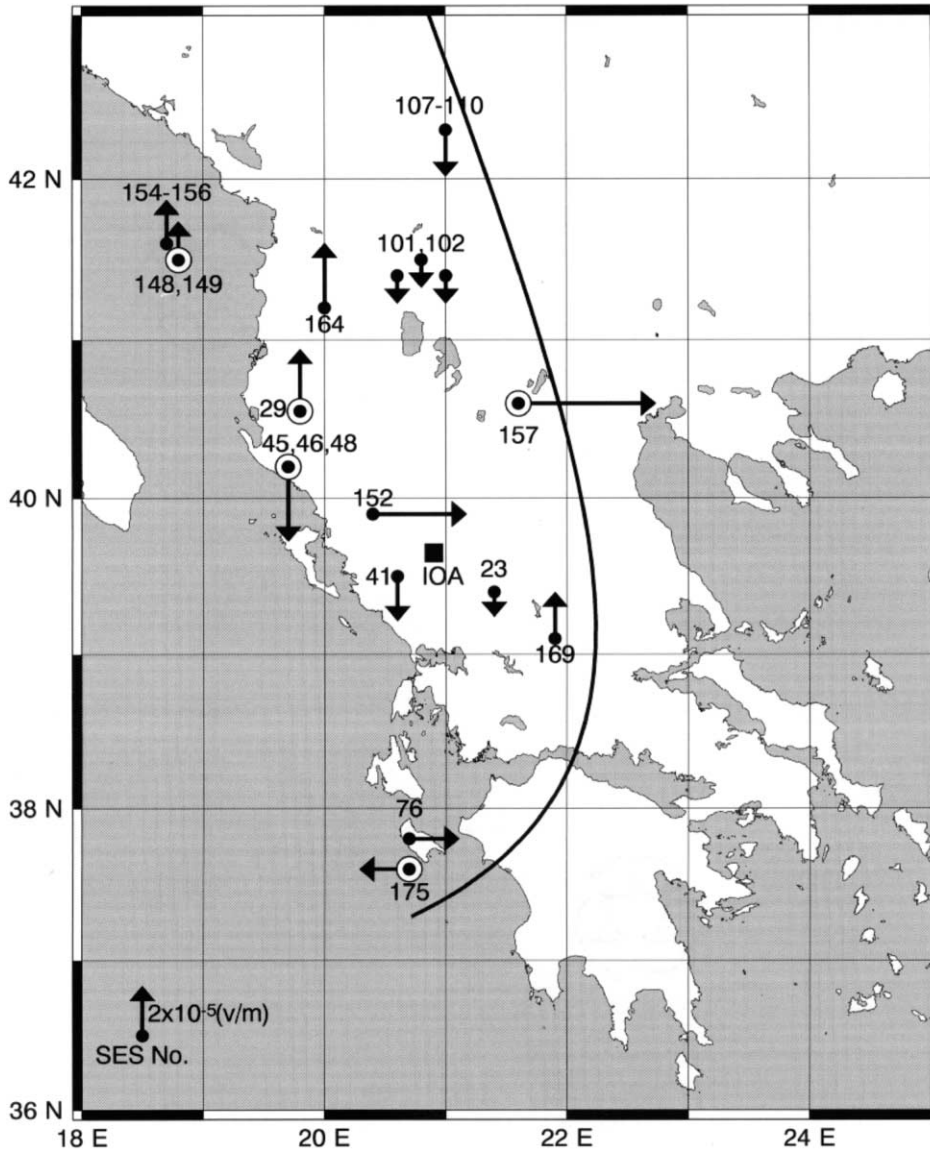 107-110
42 N
154-156
101,102
148,149
164
29
157
45,46,48
40 N
152
41
IOA
23
169
38 N
76
175
2x10⁻⁵(v/m)
SES No.
36 N
18 E
20 E
22 E
24 E